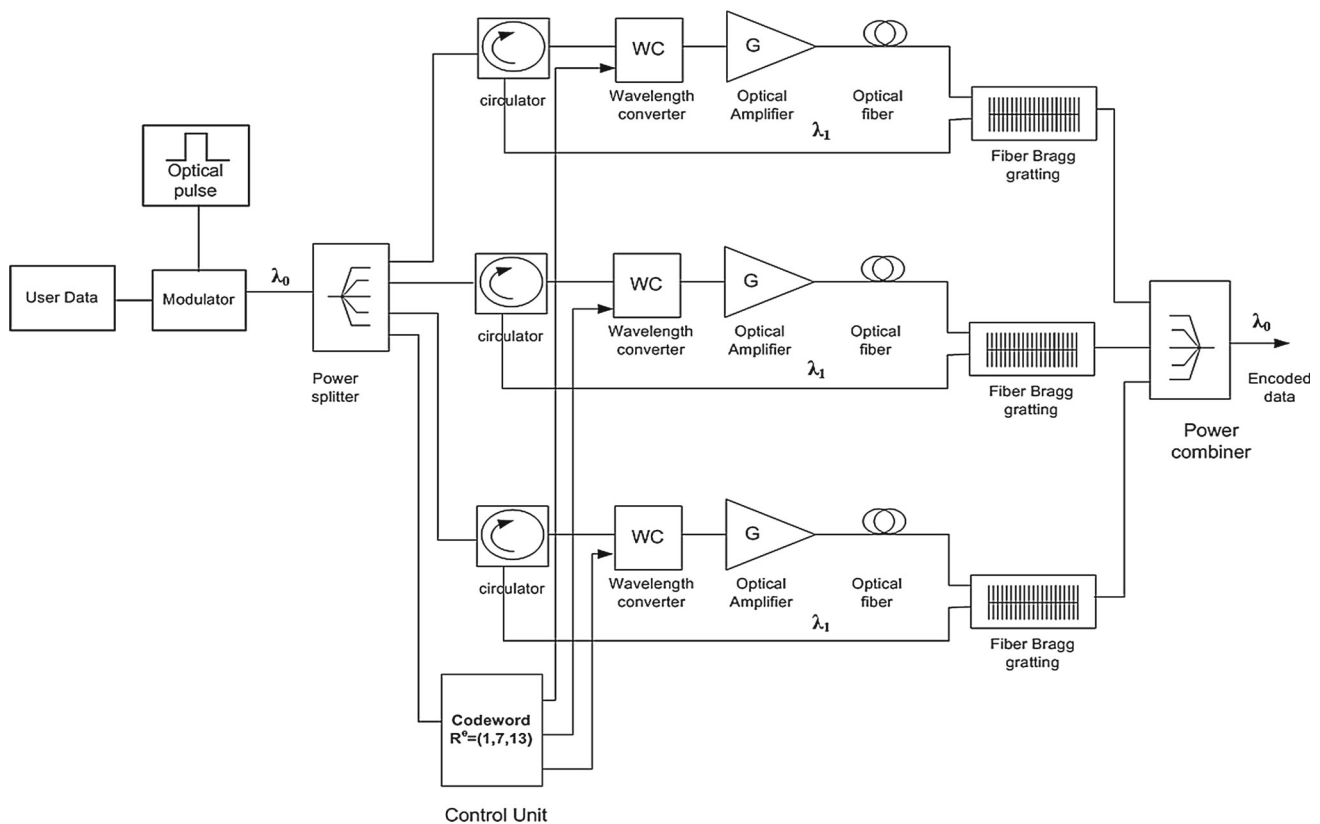 circulator
WC
Wavelength
converter
G
Optical
Amplifier
Optical
fiber
λ₁
Fiber Bragg
gratting
Optical
pulse
User Data
Modulator
λ₀
Power
splitter
circulator
WC
Wavelength
converter
G
Optical
Amplifier
Optical
fiber
λ₁
Fiber Bragg
gratting
λ₀
Encoded
data
Power
combiner
circulator
WC
Wavelength
converter
G
Optical
Amplifier
Optical
fiber
λ₁
Fiber Bragg
gratting
Codeword
Rᵉ=(1,7,13)
Control Unit